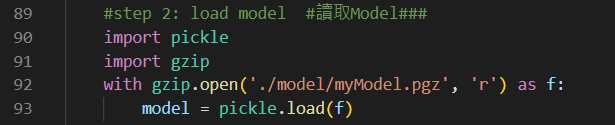 89 #step 2: load model #讀取Model###
90 import pickle
91 import gzip
92 with gzip.open('./model/myModel.pgz', 'r') as f:
93 model = pickle.load(f)